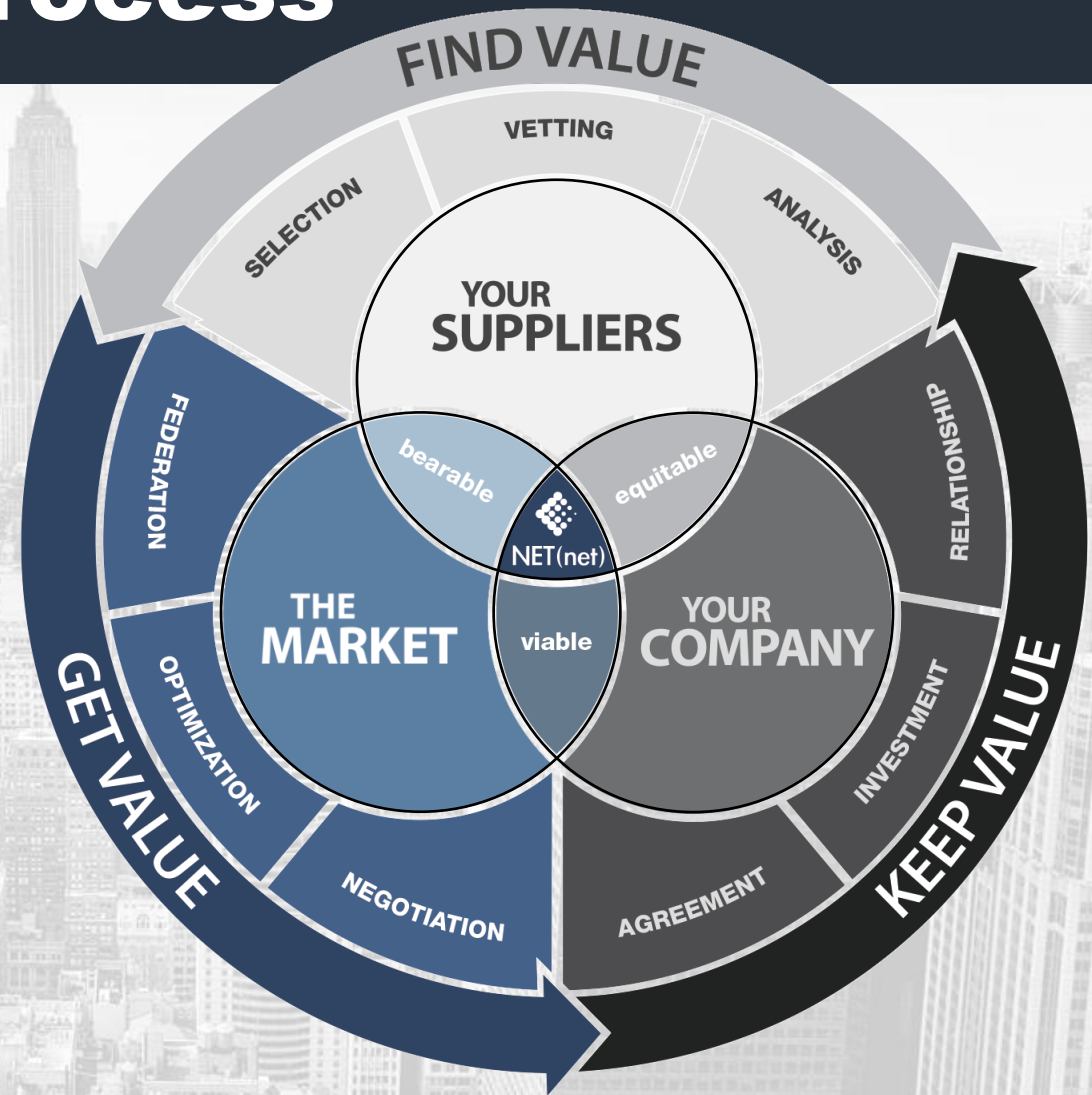 FIND VALUE
VETTING
SELECTION
ANALYSIS
YOUR
SUPPLIERS
FEDERATION
RELATIONSHIP
bearable
equitable
NET(net)
THE
MARKET
viable
YOUR
COMPANY
OPTIMIZATION
INVESTMENT
GET VALUE
KEEP VALUE
NEGOTIATION
AGREEMENT